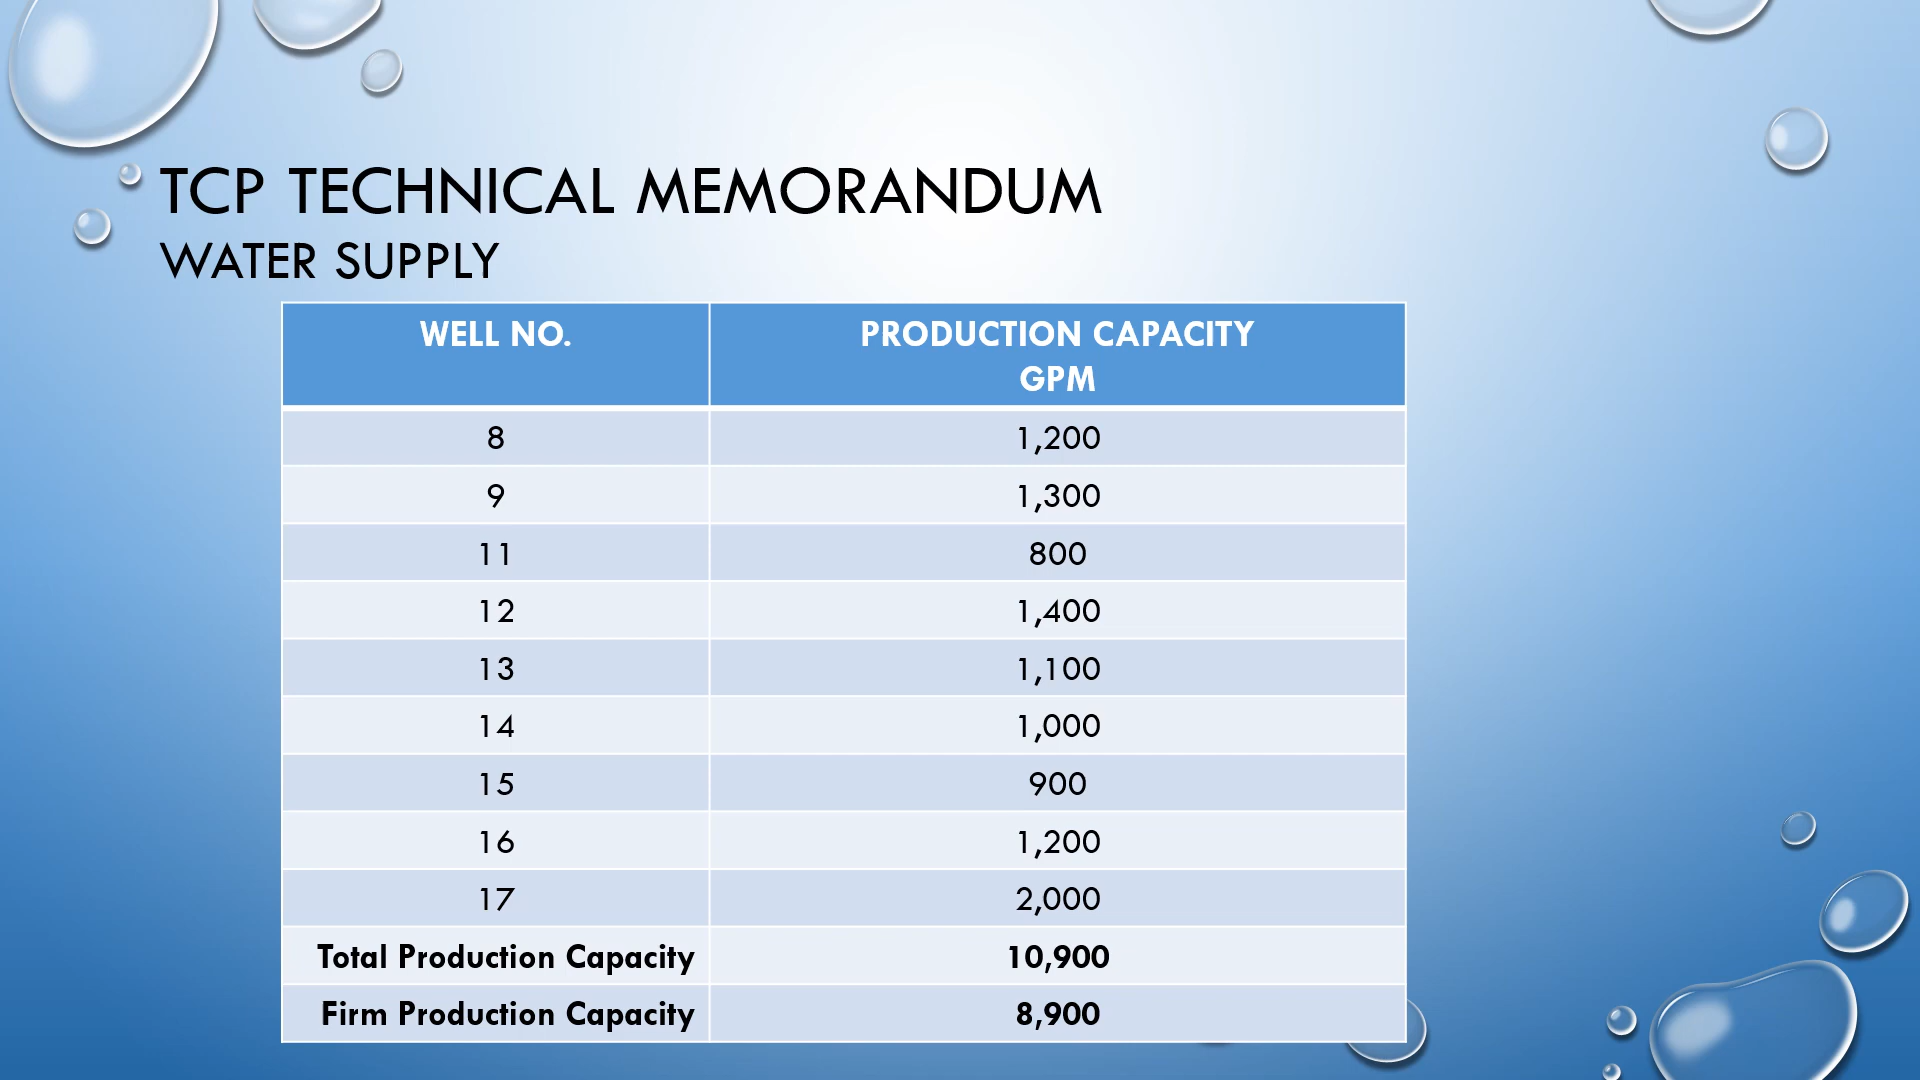 TCP TECHNICAL MEMORANDUM
WATER SUPPLY
WELL NO. PRODUCTION CAPACITY
GPM
8 1,200
9 1,300
11 800
12 1,400
13 1,100
14 1,000
15 900
16 1,200
17 2,000
Total Production Capacity 10,900
Firm Production Capacity 8,900